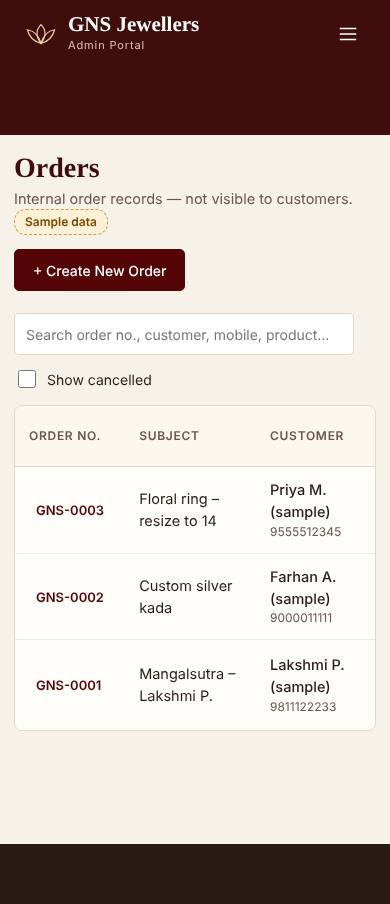 GNS Jewellers
Admin Portal
Orders
Internal order records — not visible to customers.
Sample data
+ Create New Order
Search order no., customer, mobile, product...
Show cancelled
ORDER NO. SUBJECT CUSTOMER
GNS-0003
Floral ring –
resize to 14
Priya M.
(sample)
9555512345
GNS-0002
Custom silver
kada
Farhan A.
(sample)
9000011111
GNS-0001
Mangalsutra –
Lakshmi P.
Lakshmi P.
(sample)
9811122233